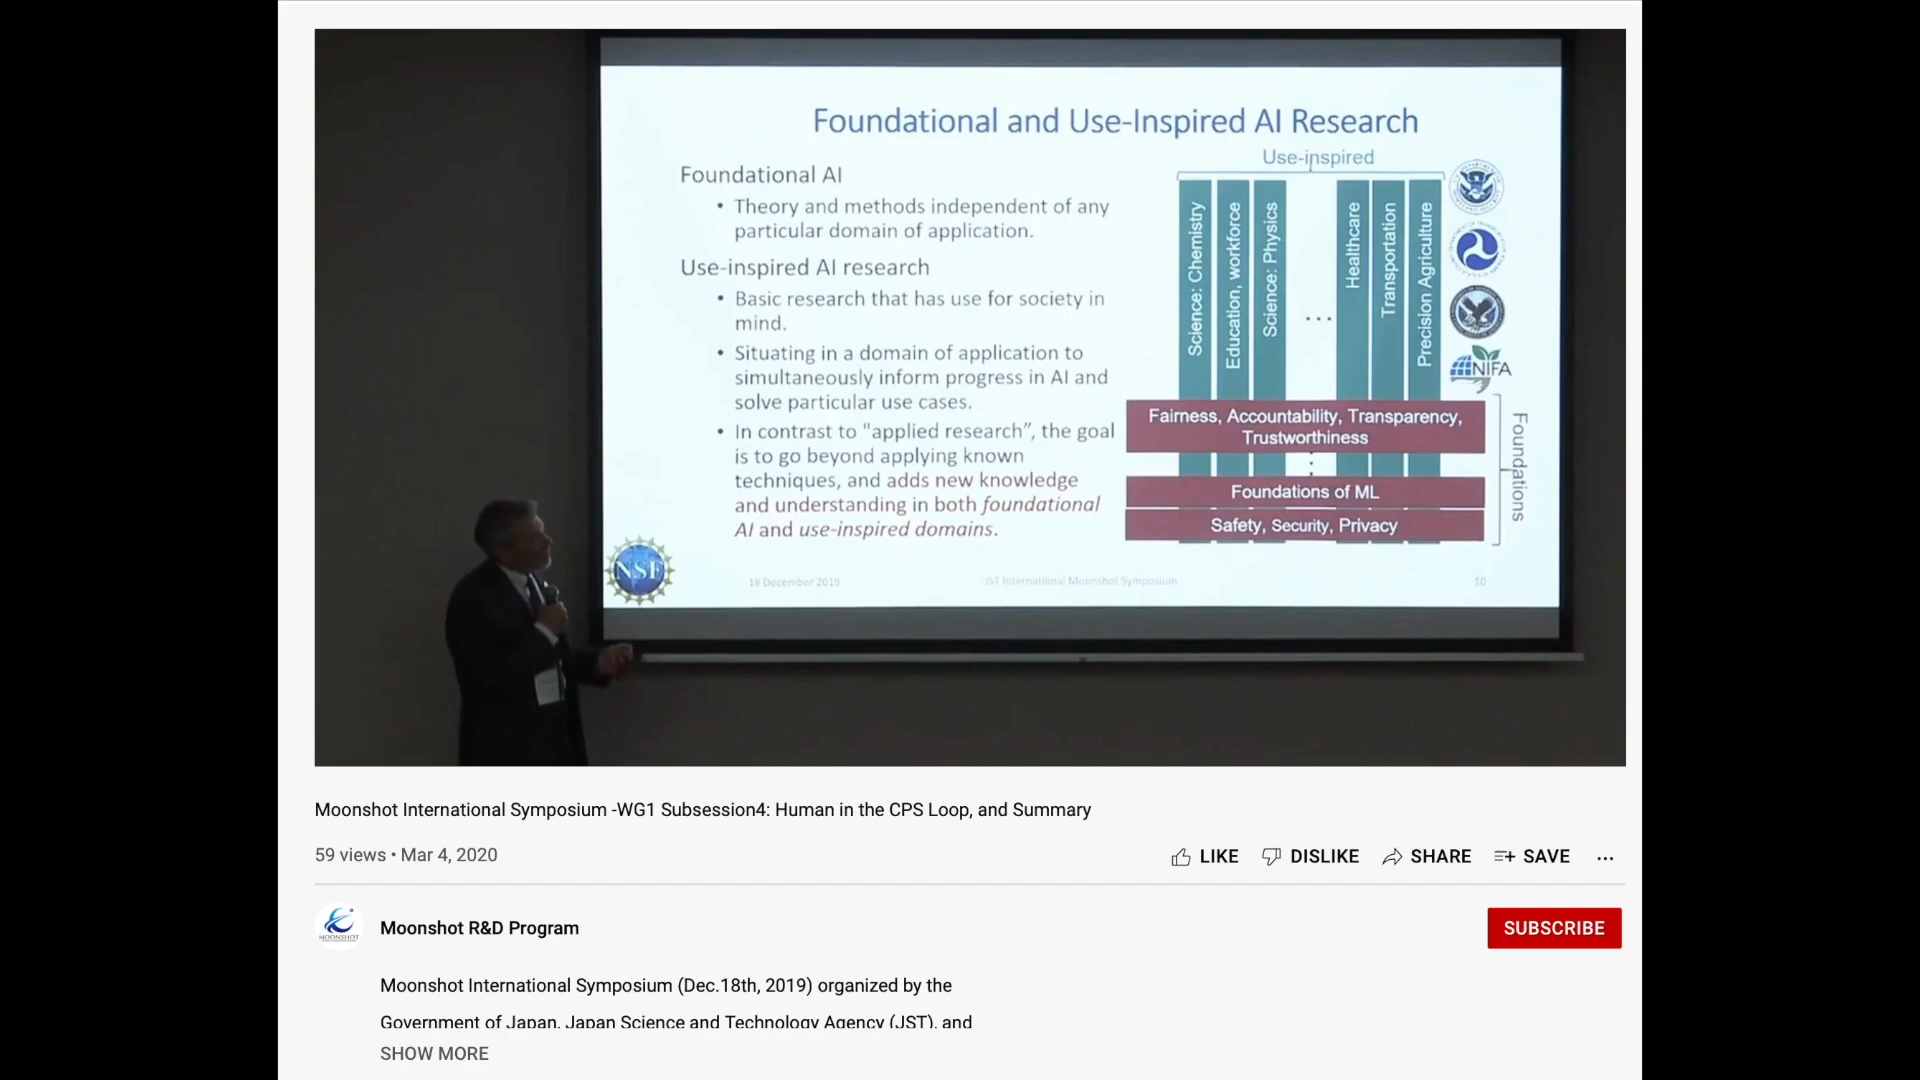 Foundational and Use-Inspired AI Research
Foundational AI
• Theory and methods independent of any
particular domain of application.
Use-inspired AI research
• Basic research that has use for society in
mind.
• Situating in a domain of application to
simultaneously inform progress in AI and
solve particular use cases.
• In contrast to "applied research”, the goal
is to go beyond applying known
techniques, and adds new knowledge
and understanding in both foundational
AI and use-inspired domains.
Use-inspired
Science: Chemistry
Education, workforce
Science: Physics
...
Healthcare
Transportation
Precision Agriculture
NIFA
Fairness, Accountability, Transparency,
Trustworthiness
Foundations of ML
Safety, Security, Privacy
Foundations
NSF
18 December 2019
JST International Moonshot Symposium
10
Moonshot International Symposium -WG1 Subsession4: Human in the CPS Loop, and Summary
59 views • Mar 4, 2020
LIKE
DISLIKE
SHARE
SAVE
...
MOONSHOT
Moonshot R&D Program
SUBSCRIBE
Moonshot International Symposium (Dec.18th, 2019) organized by the
Government of Japan, Japan Science and Technology Agency (JST), and
SHOW MORE